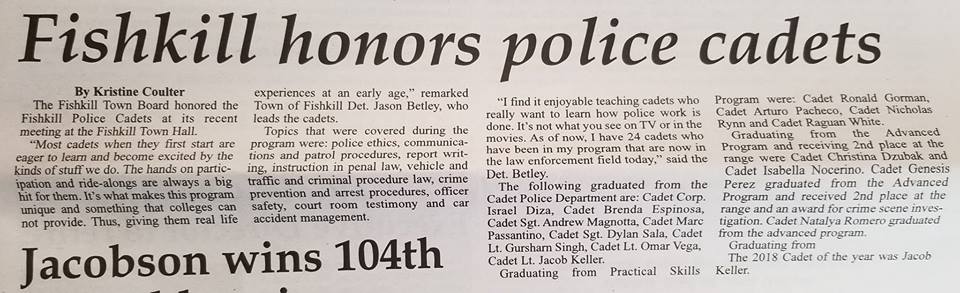 Fishkill honors police cadets
By Kristine Coulter
The Fishkill Town Board honored the
Fishkill Police Cadets at its recent
meeting at the Fishkill Town Hall.
“Most cadets when they first start are
eager to learn and become excited by the
kinds of stuff we do. The hands on partic-
ipation and ride-alongs are always a big
hit for them. It’s what makes this program
unique and something that colleges can
not provide. Thus, giving them real life
experiences at an early age,” remarked
Town of Fishkill Det. Jason Betley, who
leads the cadets.
Topics that were covered during the
program were: police ethics, communica-
tions and patrol procedures, report writ-
ing, instruction in penal law, vehicle and
traffic and criminal procedure law, crime
prevention and arrest procedures, officer
safety, court room testimony and car
accident management.
“I find it enjoyable teaching cadets who
really want to learn how police work is
done. It’s not what you see on TV or in the
movies. As of now, I have 24 cadets who
have been in my program that are now in
the law enforcement field today,” said the
Det. Betley.
The following graduated from the
Cadet Police Department are: Cadet Corp.
Israel Diza, Cadet Brenda Espinosa,
Cadet Sgt. Andrew Magnotta, Cadet Marc
Passantino, Cadet Sgt. Dylan Sala, Cadet
Lt. Gursharn Singh, Cadet Lt. Omar Vega,
Cadet Lt. Jacob Keller.
Graduating from Practical Skills
Program were: Cadet Ronald Gorman,
Cadet Arturo Pacheco, Cadet Nicholas
Rynn and Cadet Raguan White.
Graduating from the Advanced
Program and receiving 2nd place at the
range were Cadet Christina Dzubak and
Cadet Isabella Nocerino. Cadet Genesis
Perez graduated from the Advanced
Program and received 2nd place at the
range and an award for crime scene inves-
tigation. Cadet Natalya Romero graduated
from the advanced program.
Graduating from
The 2018 Cadet of the year was Jacob
Keller.
Jacobson wins 104th